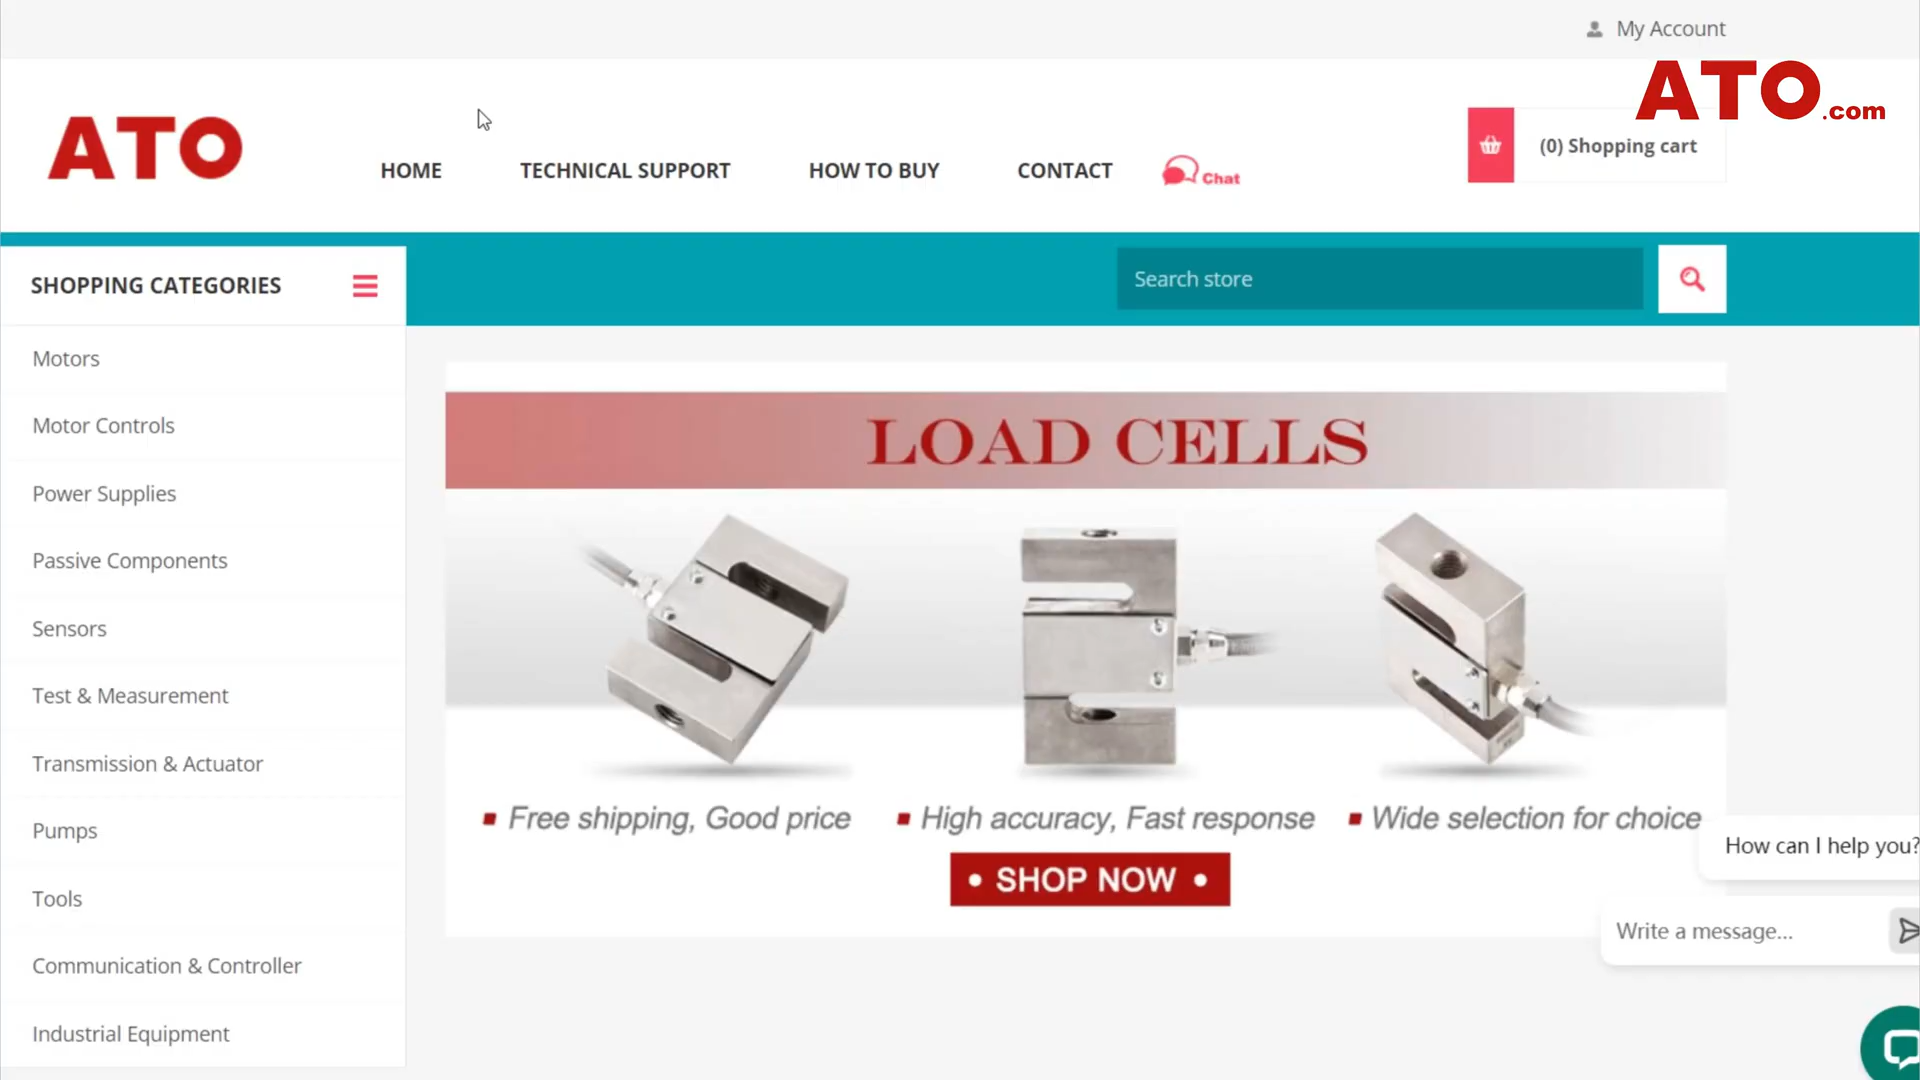 My Account
ATO.com
ATO
HOME
TECHNICAL SUPPORT
HOW TO BUY
CONTACT
Chat
(0) Shopping cart
SHOPPING CATEGORIES
Search store
Motors
Motor Controls
Power Supplies
Passive Components
Sensors
Test & Measurement
Transmission & Actuator
Pumps
Tools
Communication & Controller
Industrial Equipment
LOAD CELLS
Free shipping, Good price
High accuracy, Fast response
Wide selection for choice
• SHOP NOW •
How can I help you?
Write a message...